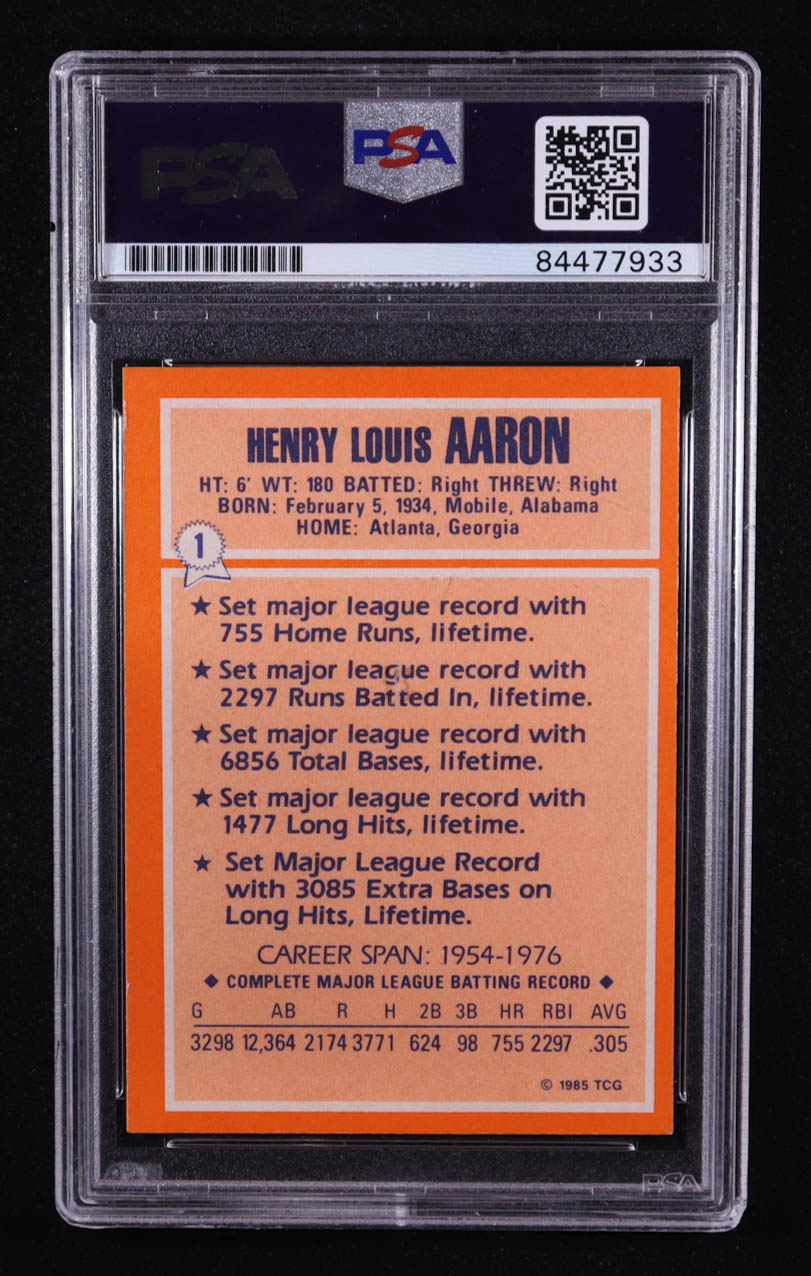 PSA
PSA
84477933
HENRY LOUIS AARON
HT: 6' WT: 180 BATTED: Right THREW: Right
BORN: February 5, 1934, Mobile, Alabama
HOME: Atlanta, Georgia
1
★ Set major league record with
755 Home Runs, lifetime.
★ Set major league record with
2297 Runs Batted In, lifetime.
★ Set major league record with
6856 Total Bases, lifetime.
★ Set major league record with
1477 Long Hits, lifetime.
★ Set Major League Record
with 3085 Extra Bases on
Long Hits, Lifetime.
CAREER SPAN: 1954-1976
◆ COMPLETE MAJOR LEAGUE BATTING RECORD ◆
G AB R H 2B 3B HR RBI AVG
3298 12,364 2174 3771 624 98 755 2297 .305
© 1985 TCG
PSA